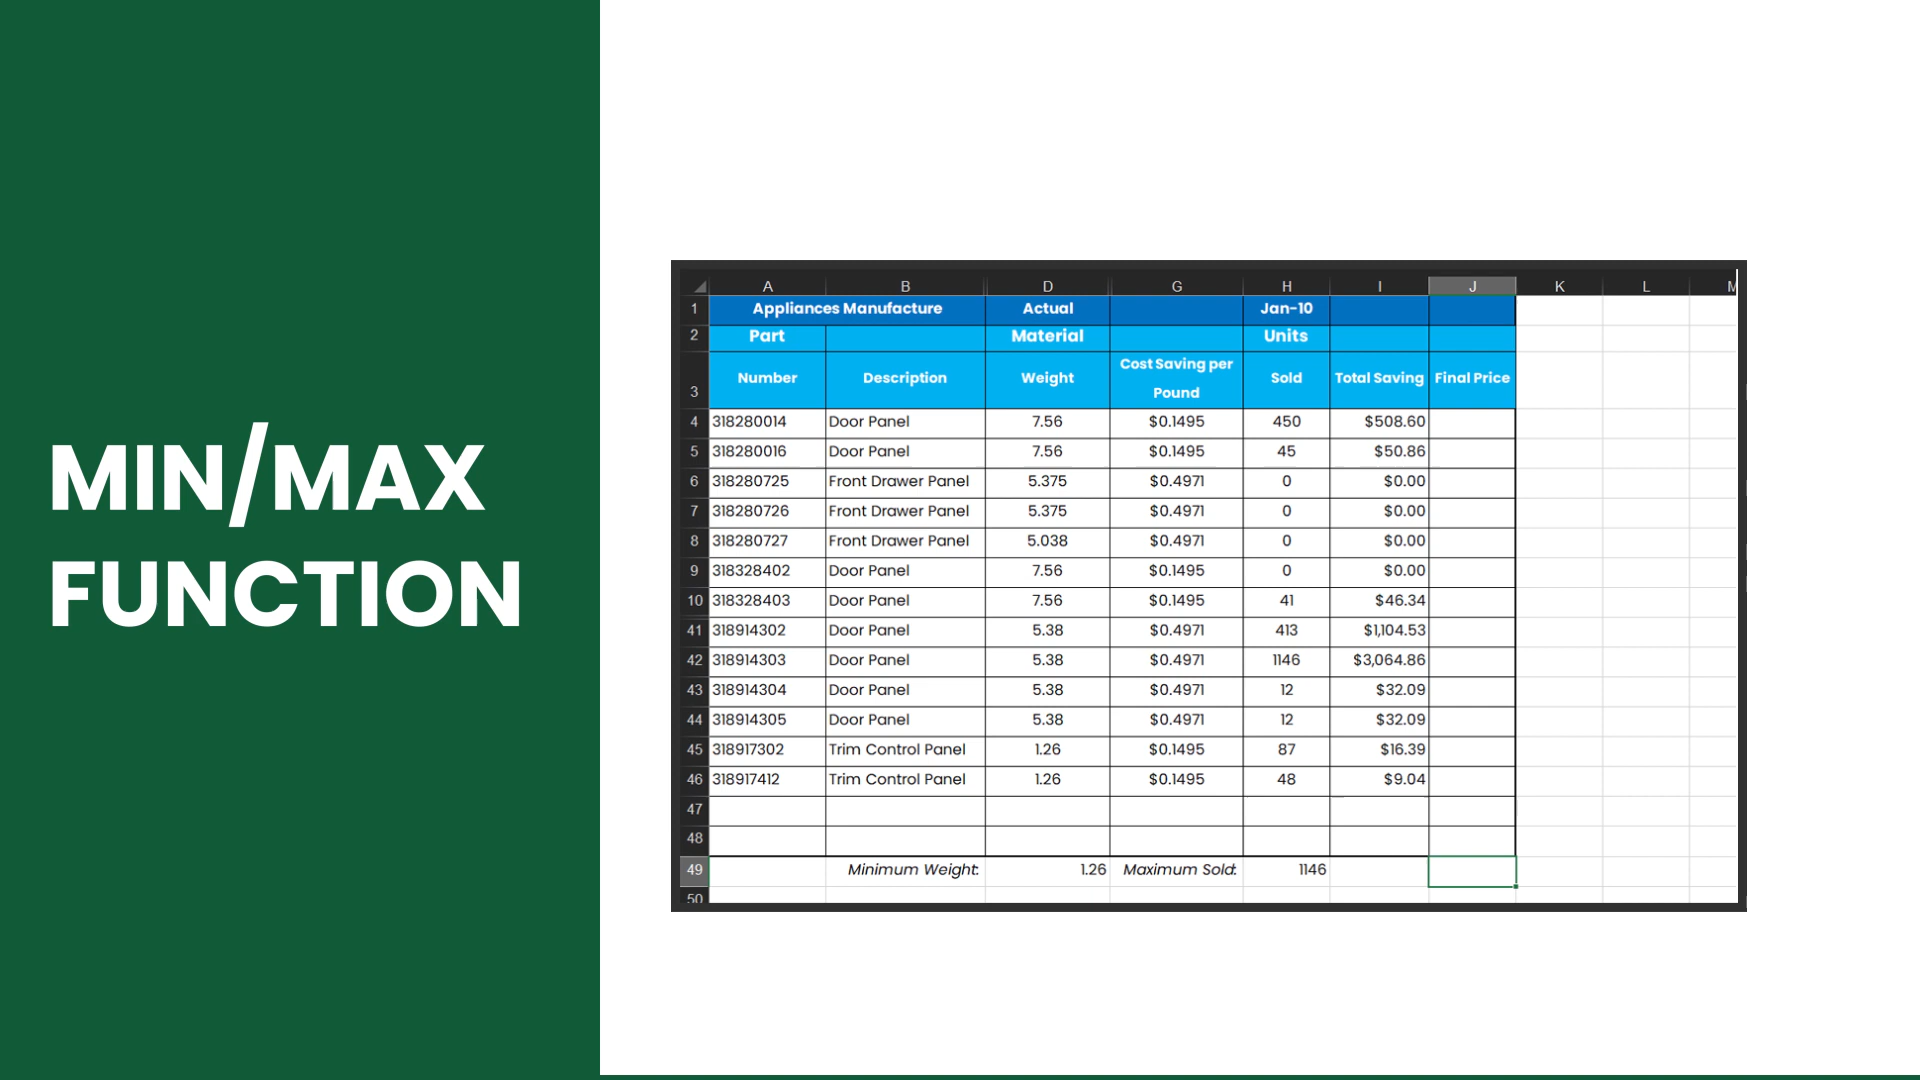 MIN/MAX
FUNCTION
A B D G H I J K L M
1 Appliances Manufacture Actual Jan-10
2 Part Material Units
3 Number Description Weight Cost Saving per Pound Sold Total Saving Final Price
4 318280014 Door Panel 7.56 $0.1495 450 $508.60
5 318280016 Door Panel 7.56 $0.1495 45 $50.86
6 318280725 Front Drawer Panel 5.375 $0.4971 0 $0.00
7 318280726 Front Drawer Panel 5.375 $0.4971 0 $0.00
8 318280727 Front Drawer Panel 5.038 $0.4971 0 $0.00
9 318328402 Door Panel 7.56 $0.1495 0 $0.00
10 318328403 Door Panel 7.56 $0.1495 41 $46.34
41 318914302 Door Panel 5.38 $0.4971 413 $1,104.53
42 318914303 Door Panel 5.38 $0.4971 1146 $3,064.86
43 318914304 Door Panel 5.38 $0.4971 12 $32.09
44 318914305 Door Panel 5.38 $0.4971 12 $32.09
45 318917302 Trim Control Panel 1.26 $0.1495 87 $16.39
46 318917412 Trim Control Panel 1.26 $0.1495 48 $9.04
47
48
49 Minimum Weight: 1.26 Maximum Sold: 1146
50